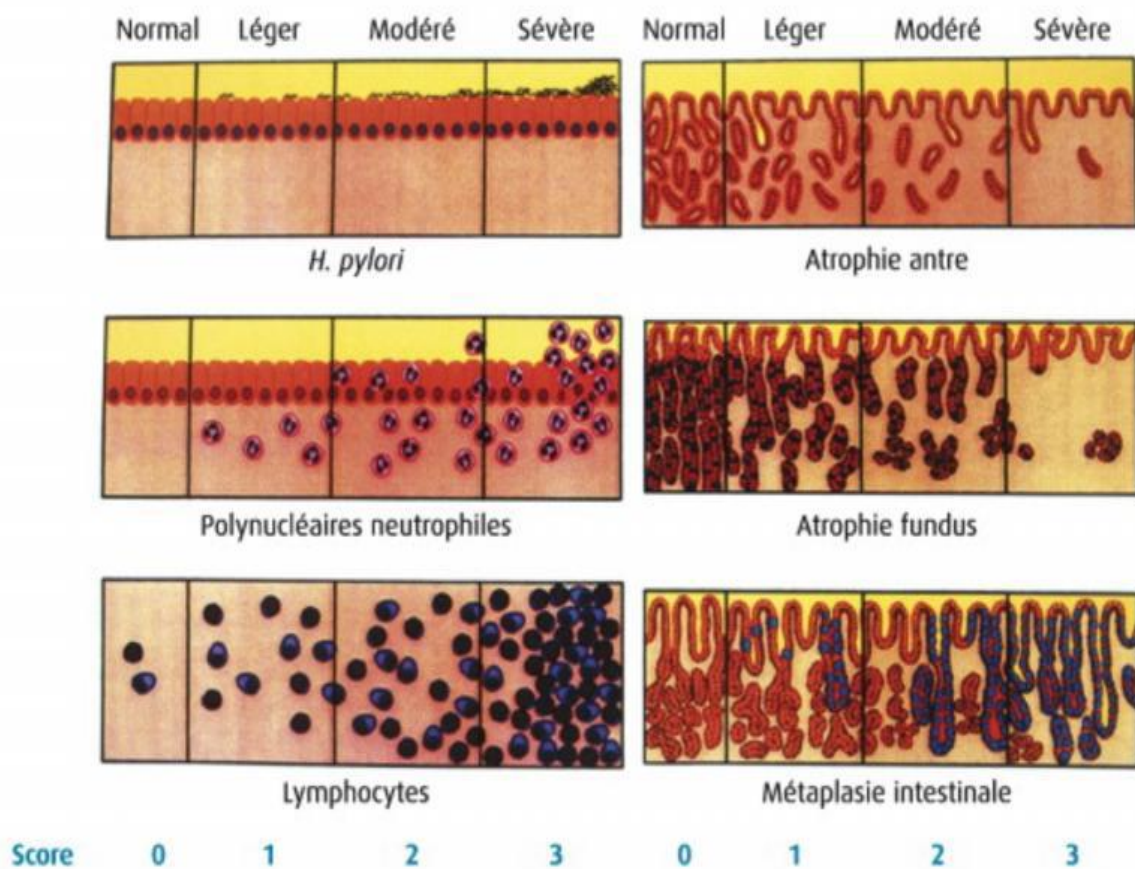 Normal Léger Modéré Sévère Normal Léger Modéré Sévère
H. pylori Atrophie antre
Polynucléaires neutrophiles Atrophie fundus
Lymphocytes Métaplasie intestinale
Score 0 1 2 3 0 1 2 3